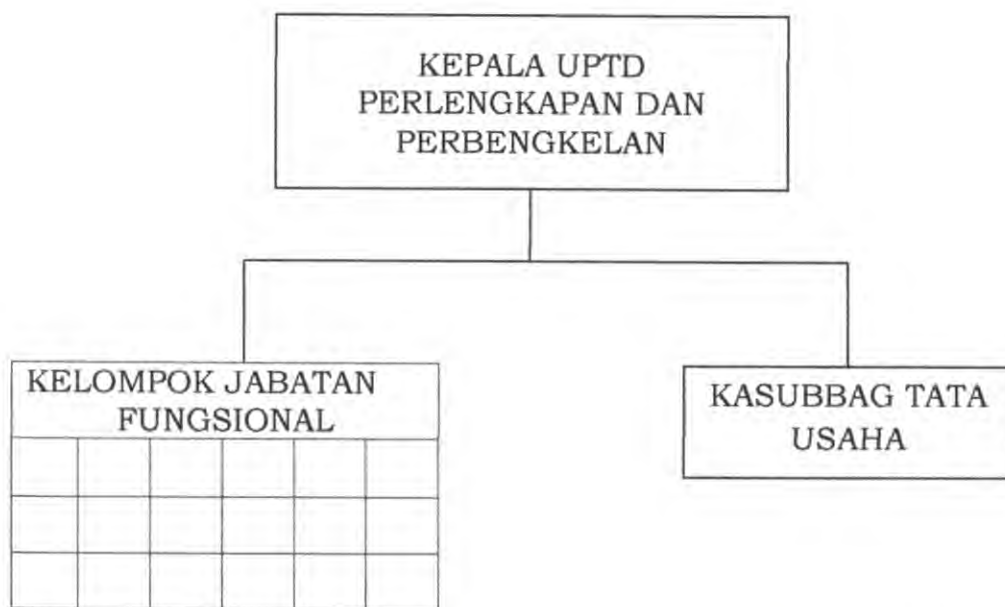 KEPALA UPTD
PERLENGKAPAN DAN
PERBENGKELAN
KELOMPOK JABATAN
FUNGSIONAL
KASUBBAG TATA
USAHA